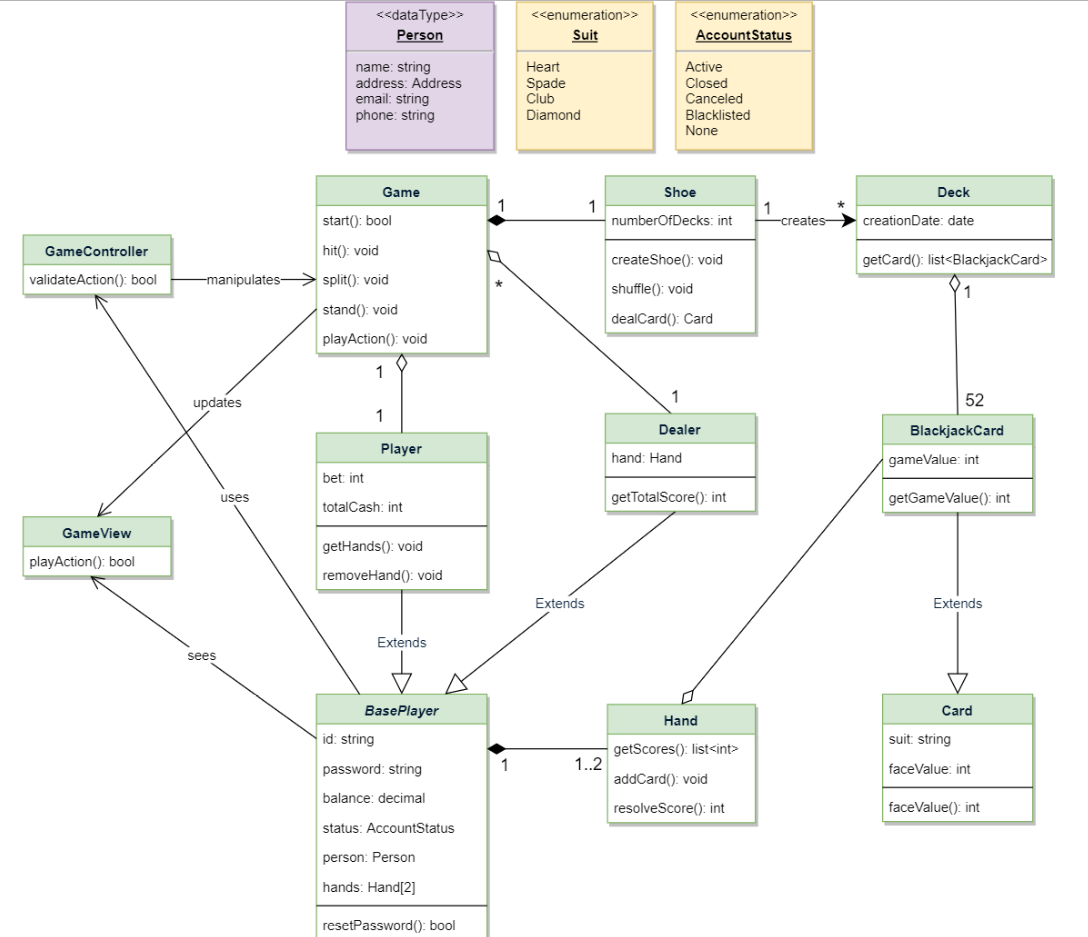 <<dataType>>
Person
name: string
address: Address
email: string
phone: string
<<enumeration>>
Suit
Heart
Spade
Club
Diamond
<<enumeration>>
AccountStatus
Active
Closed
Canceled
Blacklisted
None
Game
start(): bool
hit(): void
split(): void
stand(): void
playAction(): void
1
1
Shoe
numberOfDecks: int
createShoe(): void
shuffle(): void
dealCard(): Card
1
creates
*
Deck
creationDate: date
getCard(): list<BlackjackCard>
GameController
validateAction(): bool
manipulates
*
1
1
52
1
1
updates
uses
Player
bet: int
totalCash: int
getHands(): void
removeHand(): void
Dealer
hand: Hand
getTotalScore(): int
BlackjackCard
gameValue: int
getGameValue(): int
GameView
playAction(): bool
sees
Extends
Extends
Extends
BasePlayer
id: string
password: string
balance: decimal
status: AccountStatus
person: Person
hands: Hand[2]
resetPassword(): bool
1
1..2
Hand
getScores(): list<int>
addCard(): void
resolveScore(): int
Card
suit: string
faceValue: int
faceValue(): int